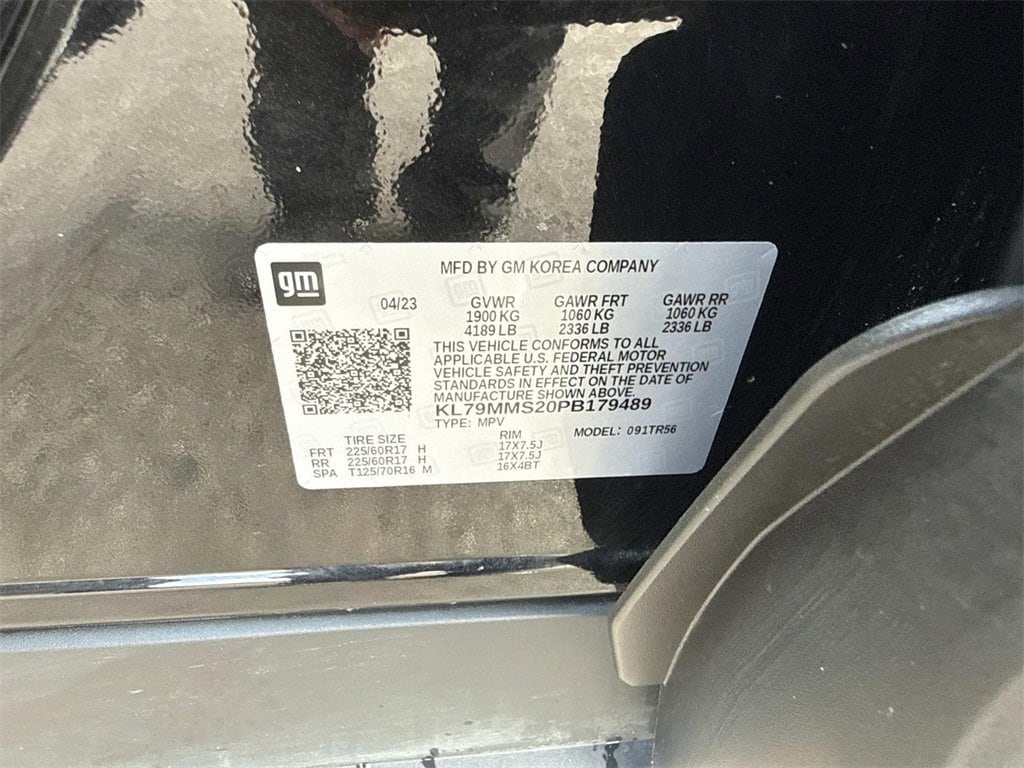 gm
MFD BY GM KOREA COMPANY
04/23 GVWR GAWR FRT GAWR RR
1900 KG 1060 KG 1060 KG
4189 LB 2336 LB 2336 LB
THIS VEHICLE CONFORMS TO ALL
APPLICABLE U.S. FEDERAL MOTOR
VEHICLE SAFETY AND THEFT PREVENTION
STANDARDS IN EFFECT ON THE DATE OF
MANUFACTURE SHOWN ABOVE.
KL79MMS20PB179489
TYPE: MPV MODEL: 091TR56
TIRE SIZE RIM
FRT 225/60R17 H 17X7.5J
RR 225/60R17 H 17X7.5J
SPA T125/70R16 M 16X4BT